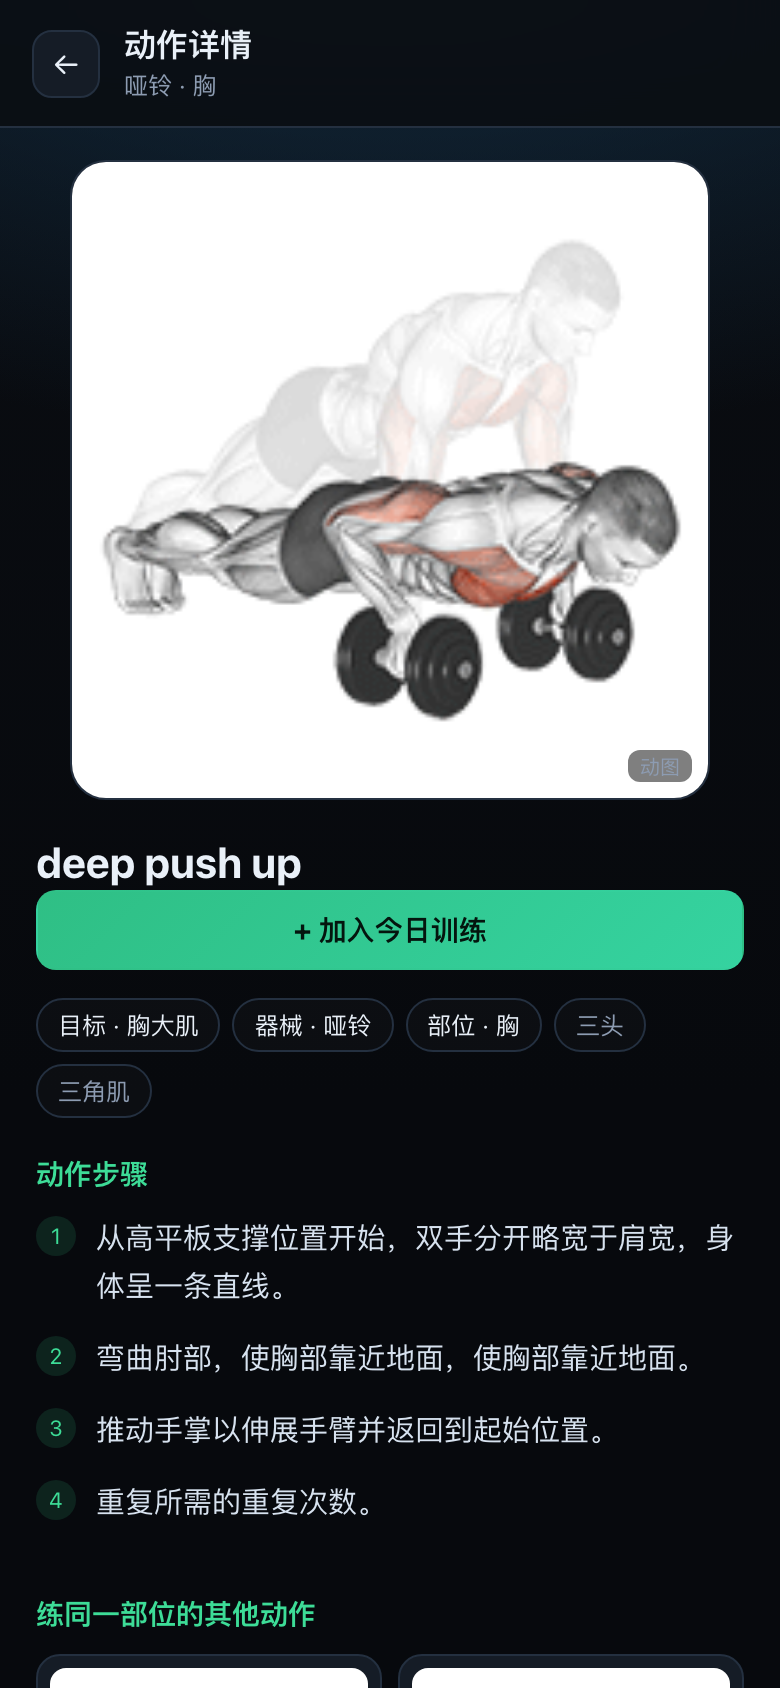 动作详情
哑铃 · 胸
动图
deep push up
+ 加入今日训练
目标 · 胸大肌
器械 · 哑铃
部位 · 胸
三头
三角肌
动作步骤
1 从高平板支撑位置开始，双手分开略宽于肩宽，身
体呈一条直线。
2 弯曲肘部，使胸部靠近地面，使胸部靠近地面。
3 推动手掌以伸展手臂并返回到起始位置。
4 重复所需的重复次数。
练同一部位的其他动作